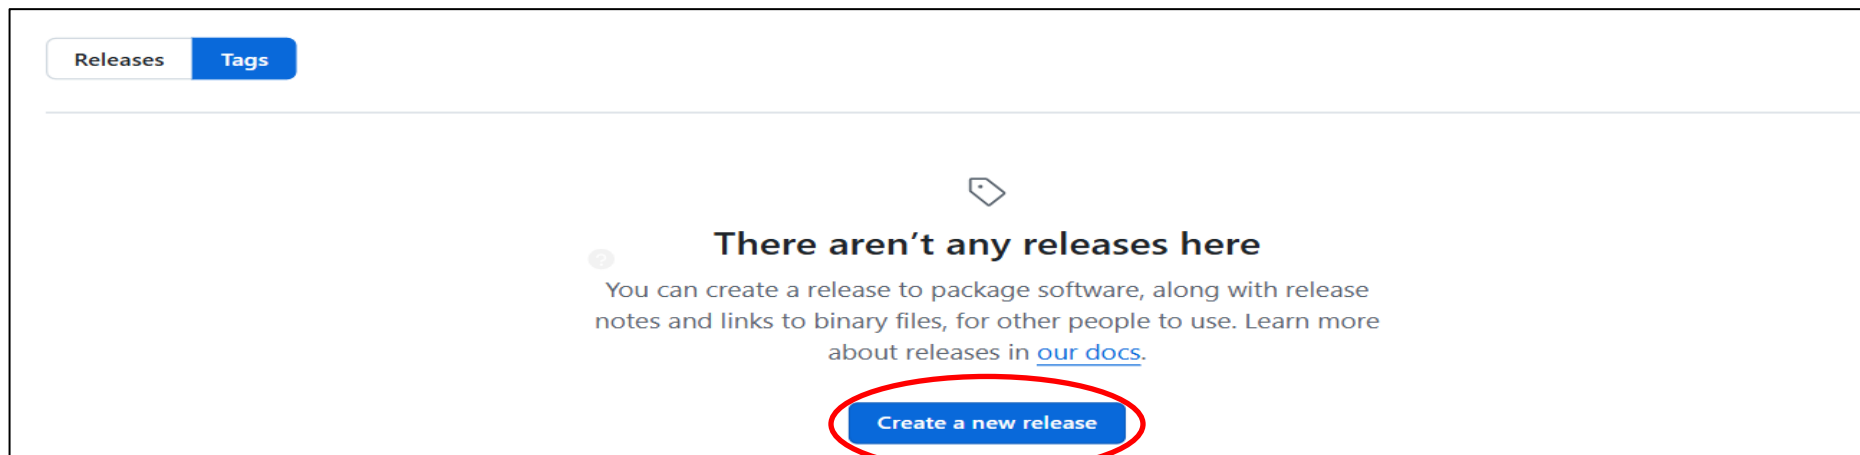 Releases Tags
There aren’t any releases here
?
You can create a release to package software, along with release
notes and links to binary files, for other people to use. Learn more
about releases in our docs.
Create a new release